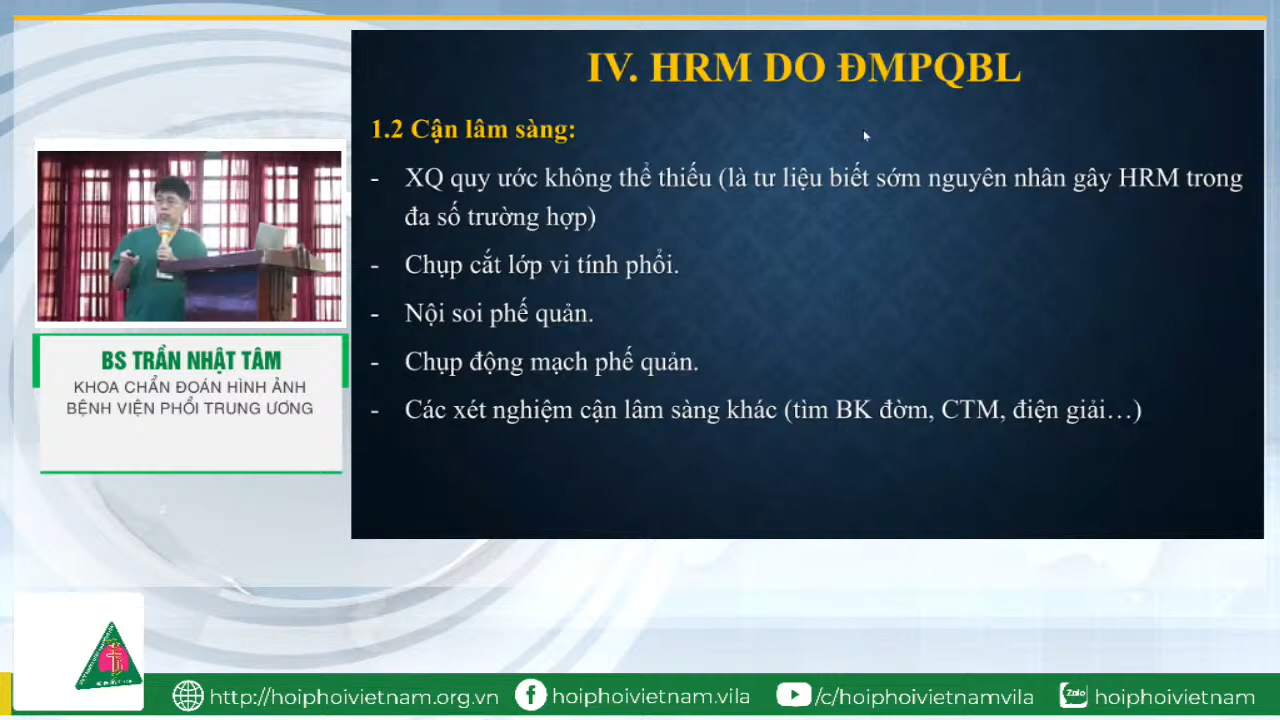 IV. HRM DO ĐMPQBL
1.2 Cận lâm sàng:
- XQ quy ước không thể thiếu (là tư liệu biết sớm nguyên nhân gây HRM trong
đa số trường hợp)
- Chụp cắt lớp vi tính phổi.
- Nội soi phế quản.
- Chụp động mạch phế quản.
- Các xét nghiệm cận lâm sàng khác (tìm BK đờm, CTM, điện giải…)
BS TRẦN NHẬT TÂM
KHOA CHẨN ĐOÁN HÌNH ẢNH
BỆNH VIỆN PHỔI TRUNG ƯƠNG
http://hoiphoivietnam.org.vn
hoiphoivietnam.vila
/c/hoiphoivietnamvila
Zalo
hoiphoivietnam